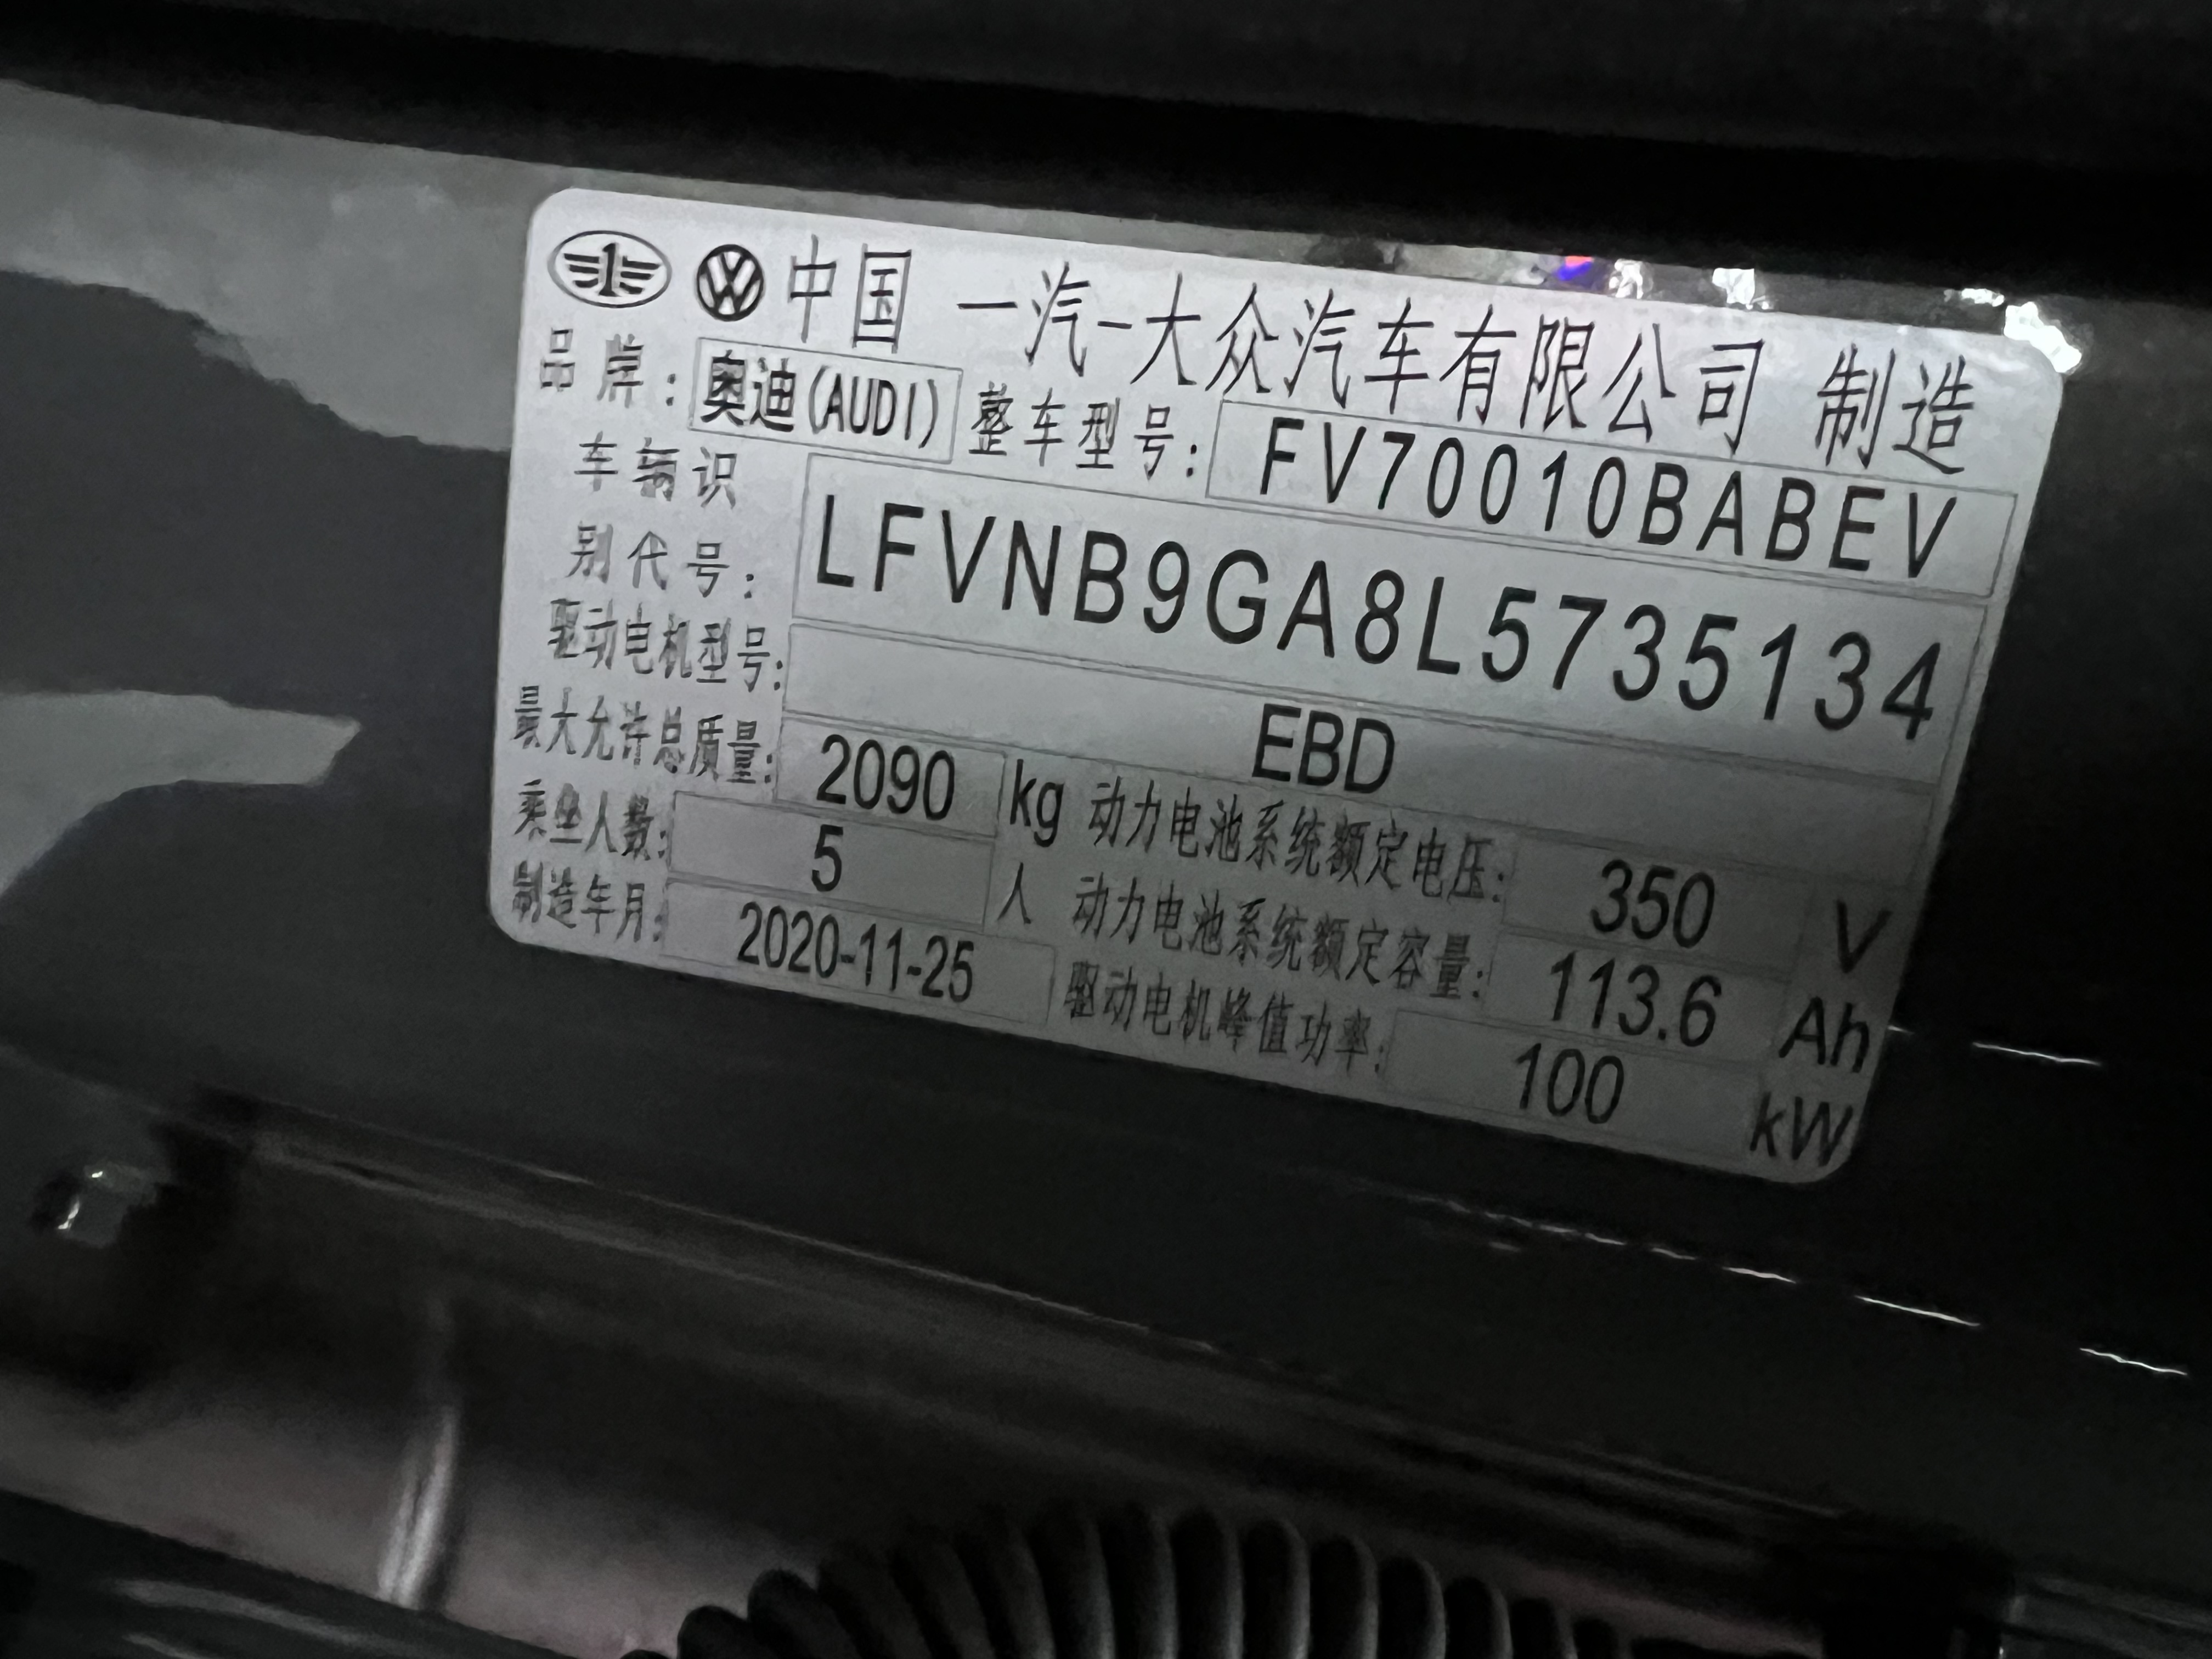 中国 一汽-大众汽车有限公司 制造
品牌: 奥迪(AUDI) 整车型号: FV70010BABEV
车辆识别代号: LFVNB9GA8L5735134
驱动电机型号: EBD
最大允许总质量: 2090 kg 动力电池系统额定电压: 350 V
乘坐人数: 5 人 动力电池系统额定容量: 113.6 Ah
制造年月: 2020-11-25 驱动电机峰值功率: 100 kW